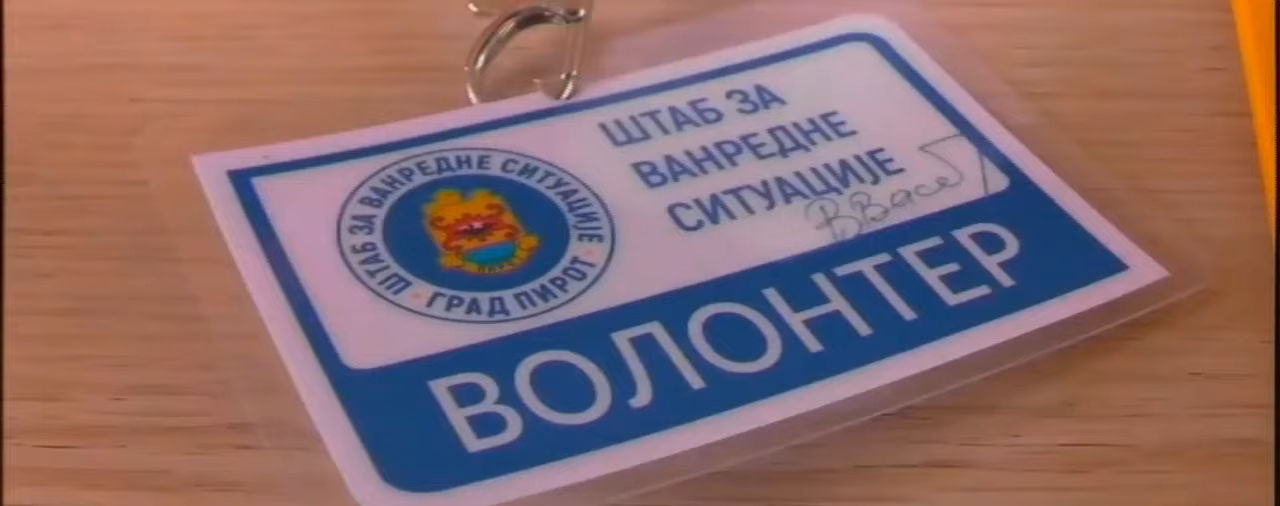 ШТАБ ЗА
ВАНРЕДНЕ
СИТУАЦИЈЕ
ШТАБ ЗА ВАНРЕДНЕ СИТУАЦИЈЕ
ГРАД ПИРОТ
ВОЛОНТЕР